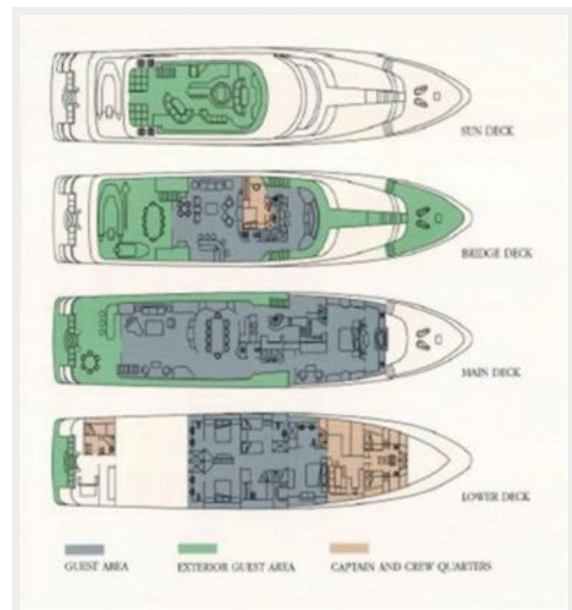 SUN DECK
BRIDGE DECK
MAIN DECK
LOWER DECK
GUEST AREA
EXTERIOR GUEST AREA
CAPTAIN AND CREW QUARTERS